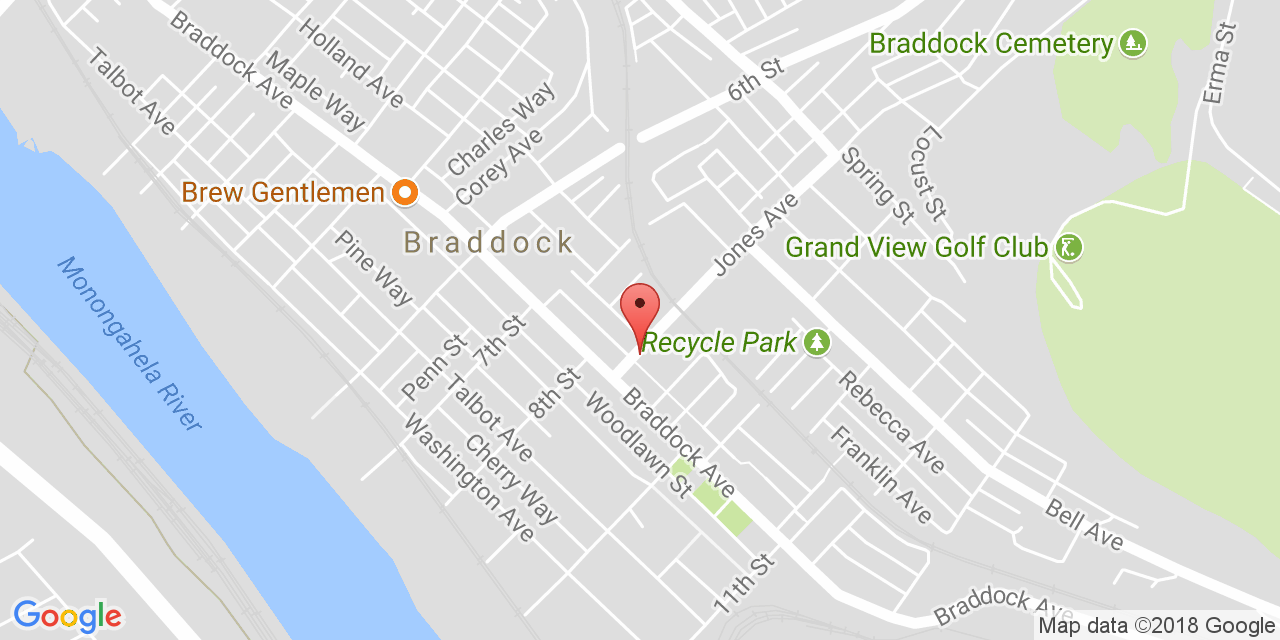 Braddock Cemetery
Erma St
Holland Ave
Braddock Ave
Maple Way
Talbot Ave
6th St
Charles Way
Corey Ave
Locust St
Spring St
Brew Gentlemen
Jones Ave
Braddock
Grand View Golf Club
Pine Way
Monongahela River
7th St
Recycle Park
Penn St
8th St
Talbot Ave
Woodlawn St
Braddock Ave
Rebecca Ave
Cherry Way
Washington Ave
Franklin Ave
Bell Ave
11th St
Braddock Ave
Google
Map data ©2018 Google